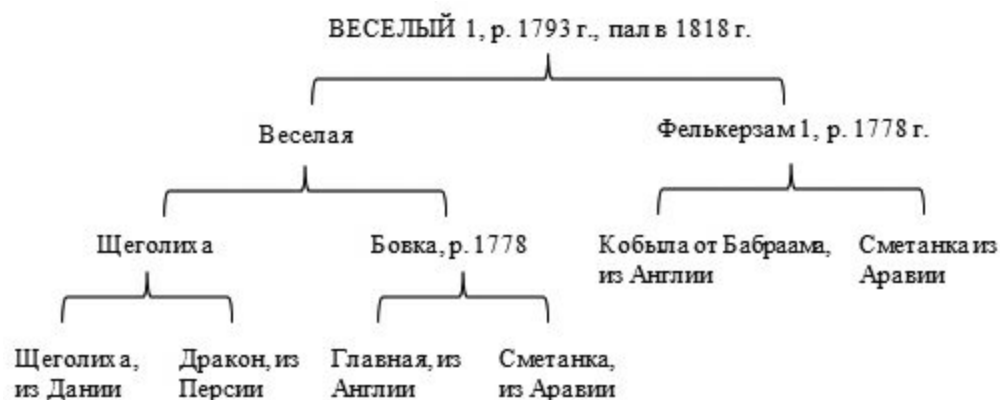 ВЕСЕЛЫЙ 1, р. 1793 г., пал в 1818 г.
Веселая
Фелькерзам 1, р. 1778 г.
Щеголиха
Бовка, р. 1778
Кобыла от Бабраама,
из Англии
Сметанка из
Аравии
Щеголиха,
из Дании
Дракон, из
Персии
Главная, из
Англии
Сметанка,
из Аравии